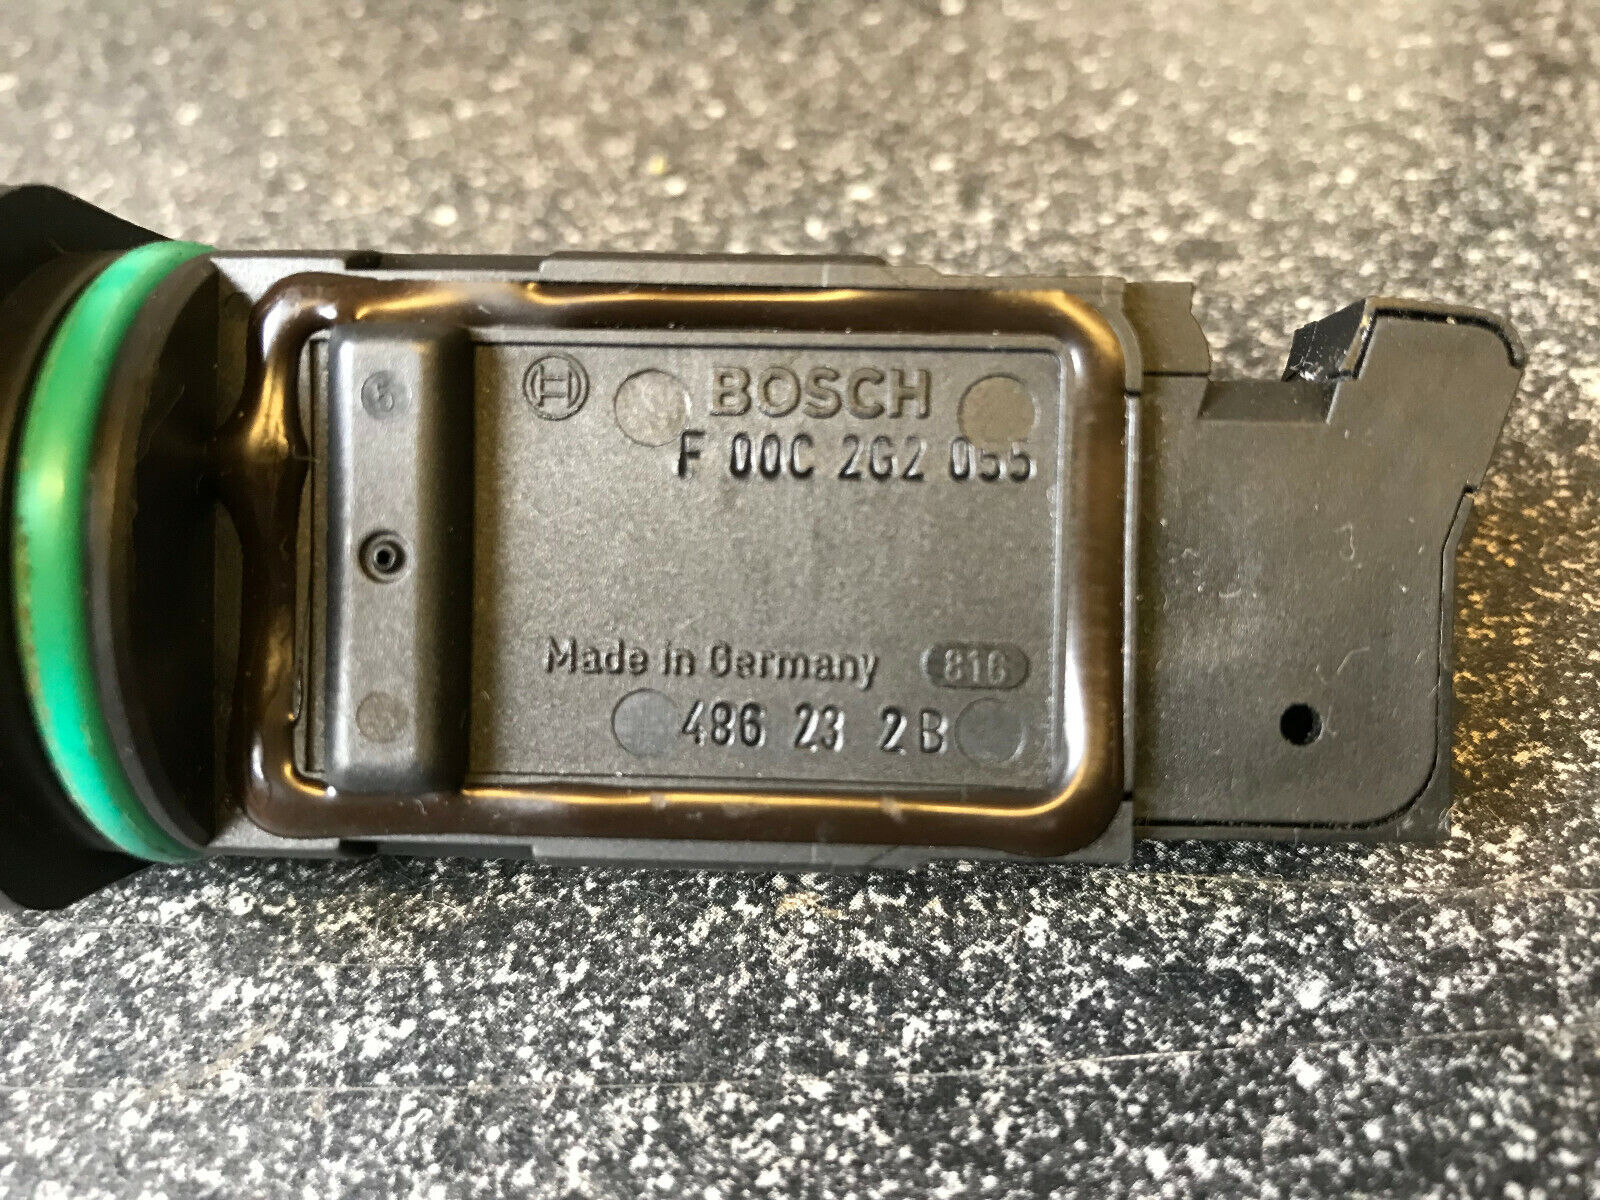 BOSCH
F 00C 2G2 055
Made in Germany 816
486 23 2B